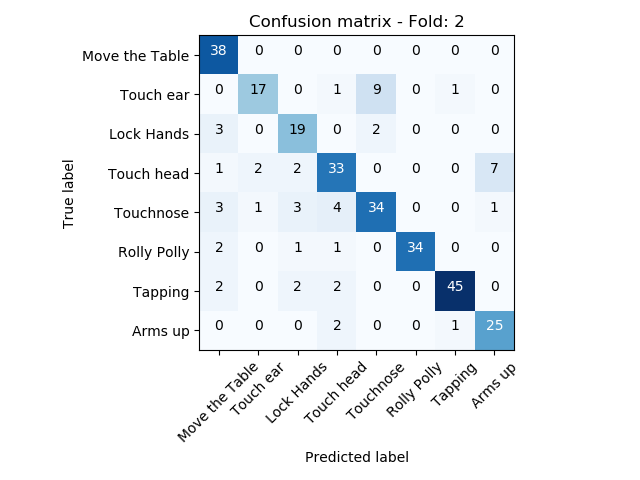 Confusion matrix - Fold: 2
True label
Move the Table 38 0 0 0 0 0 0 0
Touch ear 0 17 0 1 9 0 1 0
Lock Hands 3 0 19 0 2 0 0 0
Touch head 1 2 2 33 0 0 0 7
Touchnose 3 1 3 4 34 0 0 1
Rolly Polly 2 0 1 1 0 34 0 0
Tapping 2 0 2 2 0 0 45 0
Arms up 0 0 0 2 0 0 1 25
Move the Table Touch ear Lock Hands Touch head Touchnose Rolly Polly Tapping Arms up
Predicted label